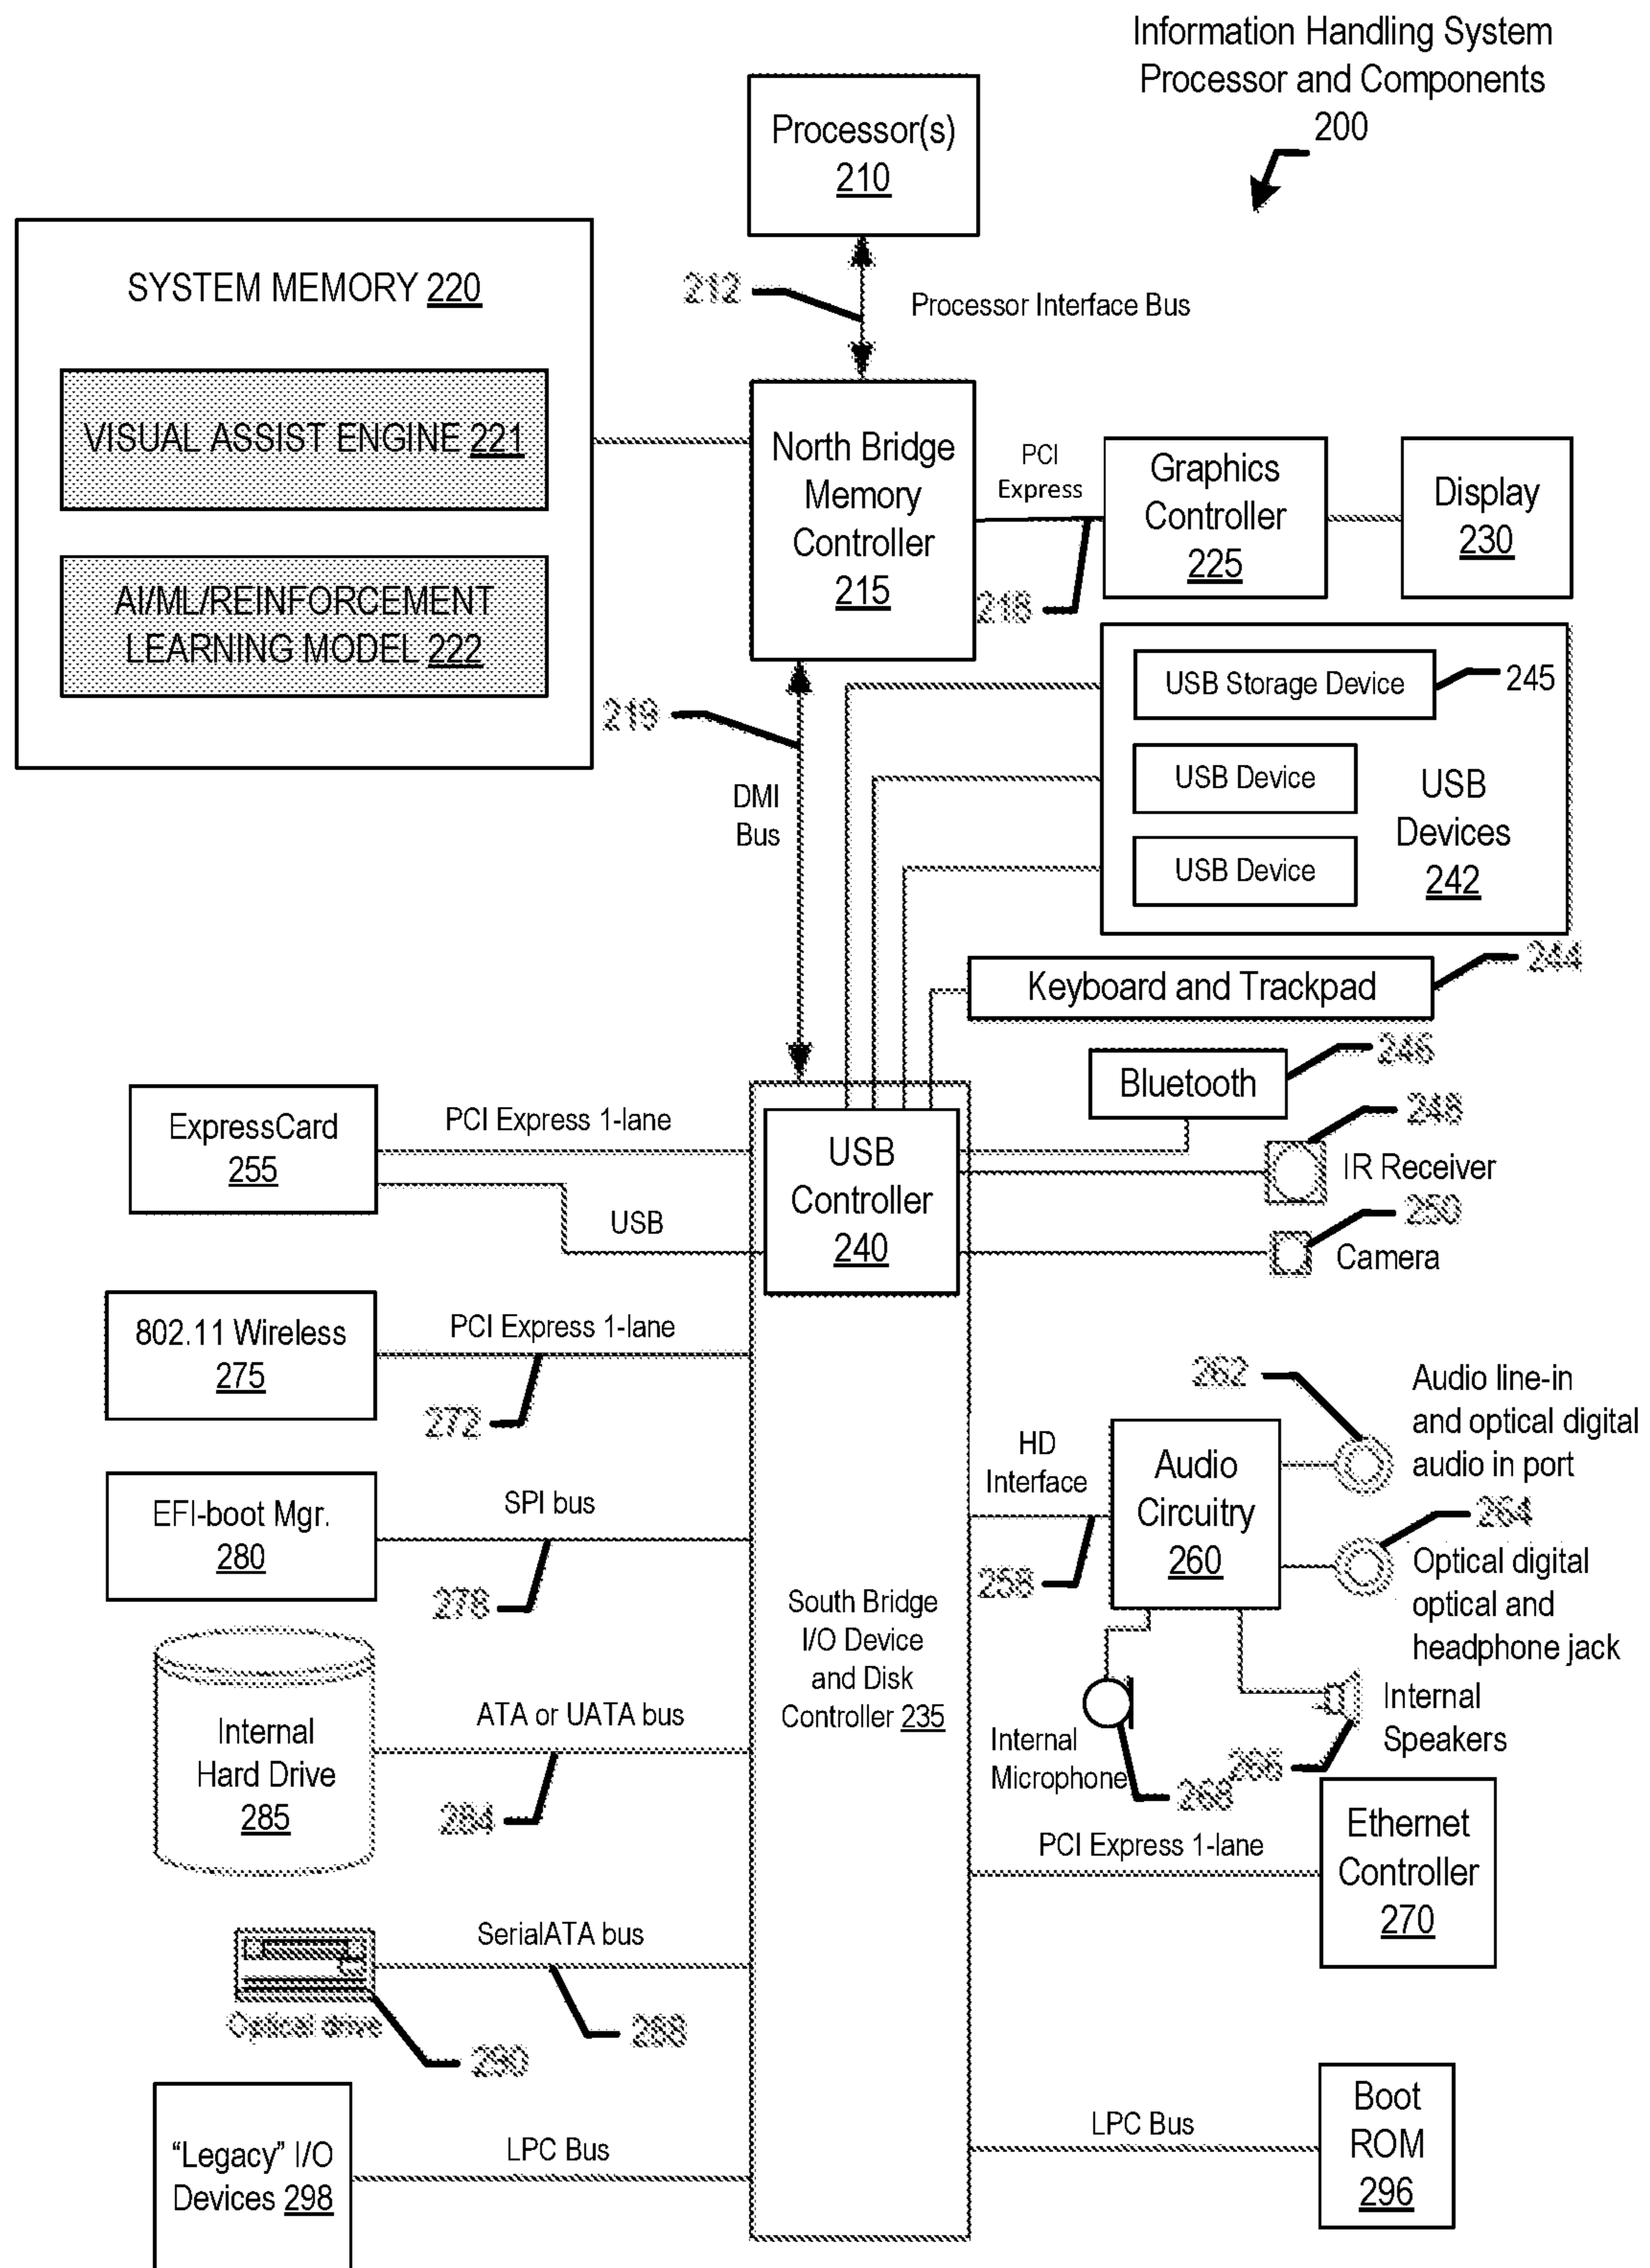 Information Handling System
Processor and Components
200
Processor(s)
210
212
Processor Interface Bus
SYSTEM MEMORY 220
VISUAL ASSIST ENGINE 221
AI/ML/REINFORCEMENT
LEARNING MODEL 222
North Bridge
Memory
Controller
215
PCI
Express
218
Graphics
Controller
225
Display
230
219
DMI
Bus
USB Storage Device
245
USB Device
USB Device
USB
Devices
242
Keyboard and Trackpad
244
Bluetooth
246
248
IR Receiver
250
Camera
ExpressCard
255
PCI Express 1-lane
USB
USB
Controller
240
802.11 Wireless
275
PCI Express 1-lane
272
EFI-boot Mgr.
280
SPI bus
278
Internal
Hard Drive
285
ATA or UATA bus
284
South Bridge
I/O Device
and Disk
Controller 235
HD
Interface
258
Audio
Circuitry
260
262
Audio line-in
and optical digital
audio in port
264
Optical digital
optical and
headphone jack
Internal
Microphone
268
266
Internal
Speakers
PCI Express 1-lane
Ethernet
Controller
270
SerialATA bus
288
Optical drive
290
"Legacy" I/O
Devices 298
LPC Bus
LPC Bus
Boot
ROM
296